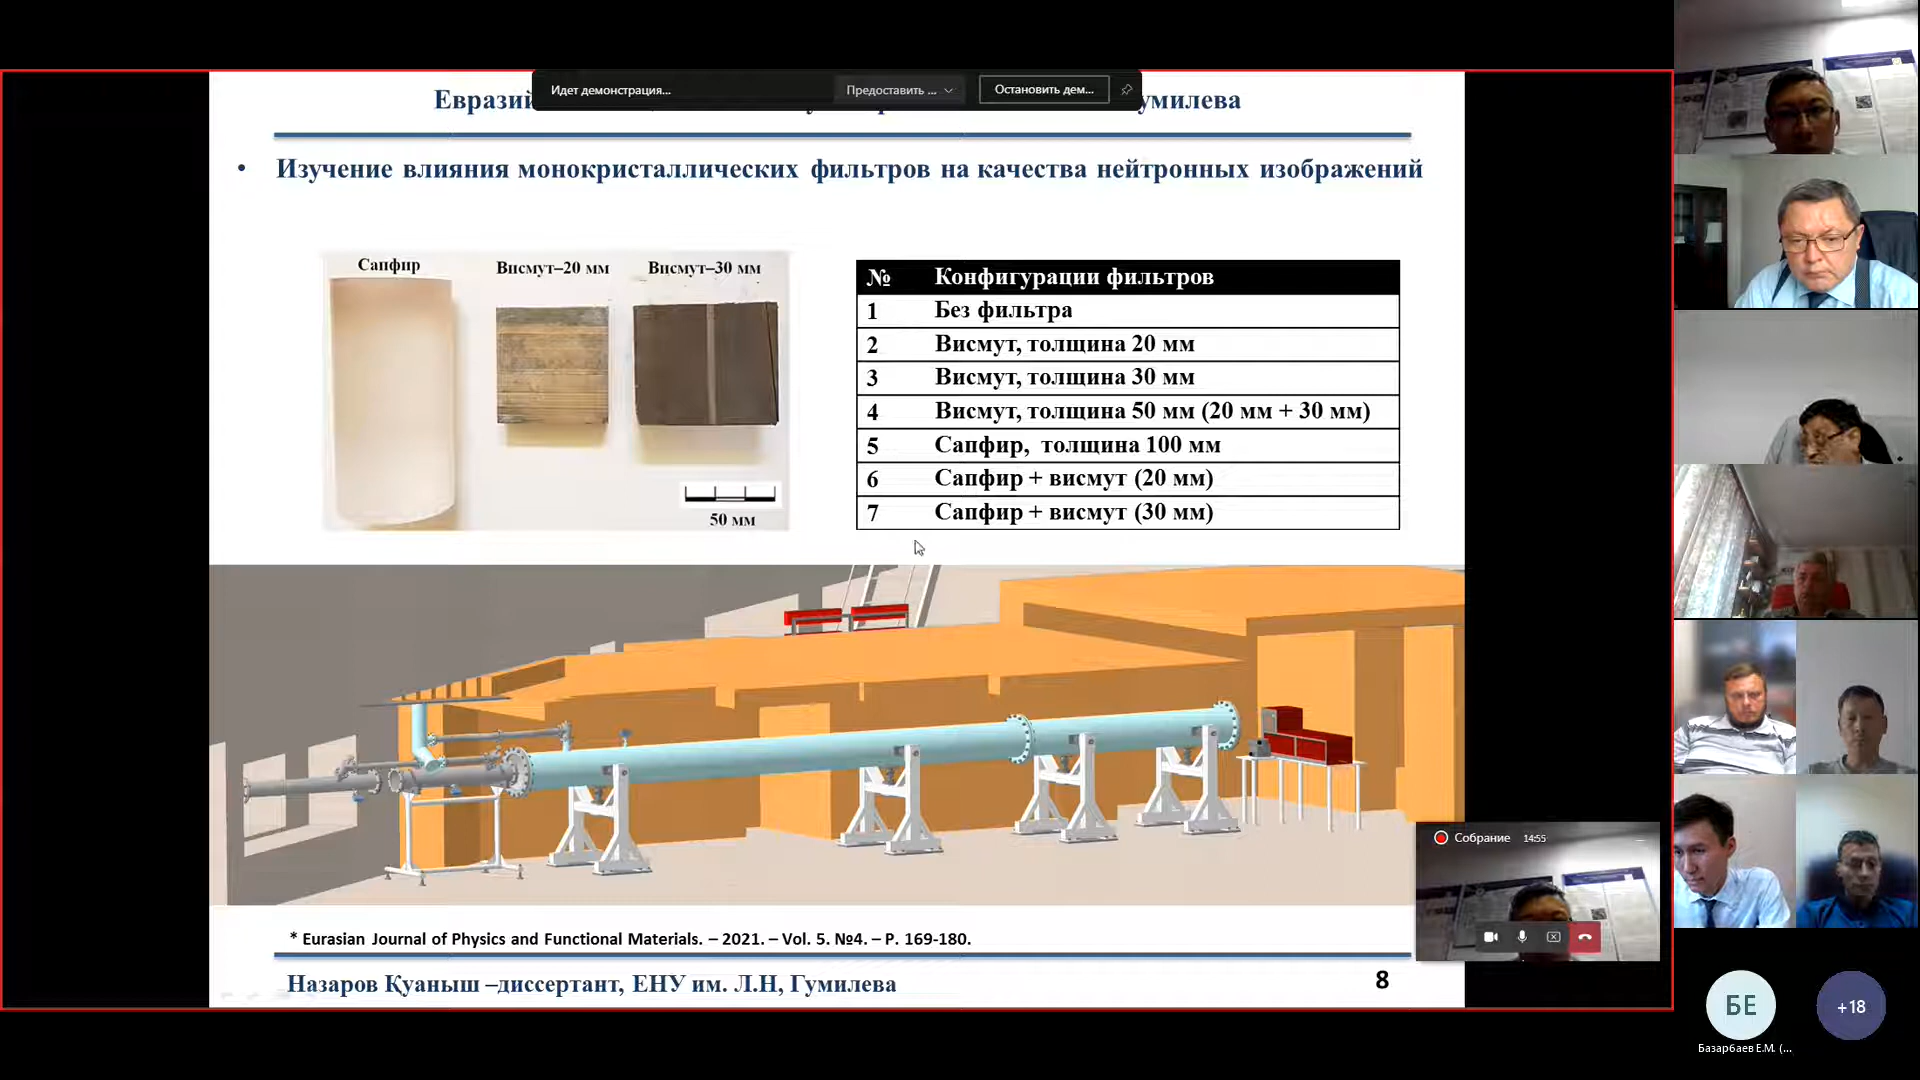 Идет демонстрация...
Предоставить ...
Остановить дем...
гумилева
• Изучение влияния монокристаллических фильтров на качества нейтронных изображений
Сапфир
Висмут–20 мм
Висмут–30 мм
50 мм
№ Конфигурации фильтров
1 Без фильтра
2 Висмут, толщина 20 мм
3 Висмут, толщина 30 мм
4 Висмут, толщина 50 мм (20 мм + 30 мм)
5 Сапфир, толщина 100 мм
6 Сапфир + висмут (20 мм)
7 Сапфир + висмут (30 мм)
Собрание 14:55
* Eurasian Journal of Physics and Functional Materials. – 2021. – Vol. 5. №4. – P. 169-180.
Назаров Қуаныш –диссертант, ЕНУ им. Л.Н, Гумилева
8
БЕ
+18
Базарбаев Е.М. (...